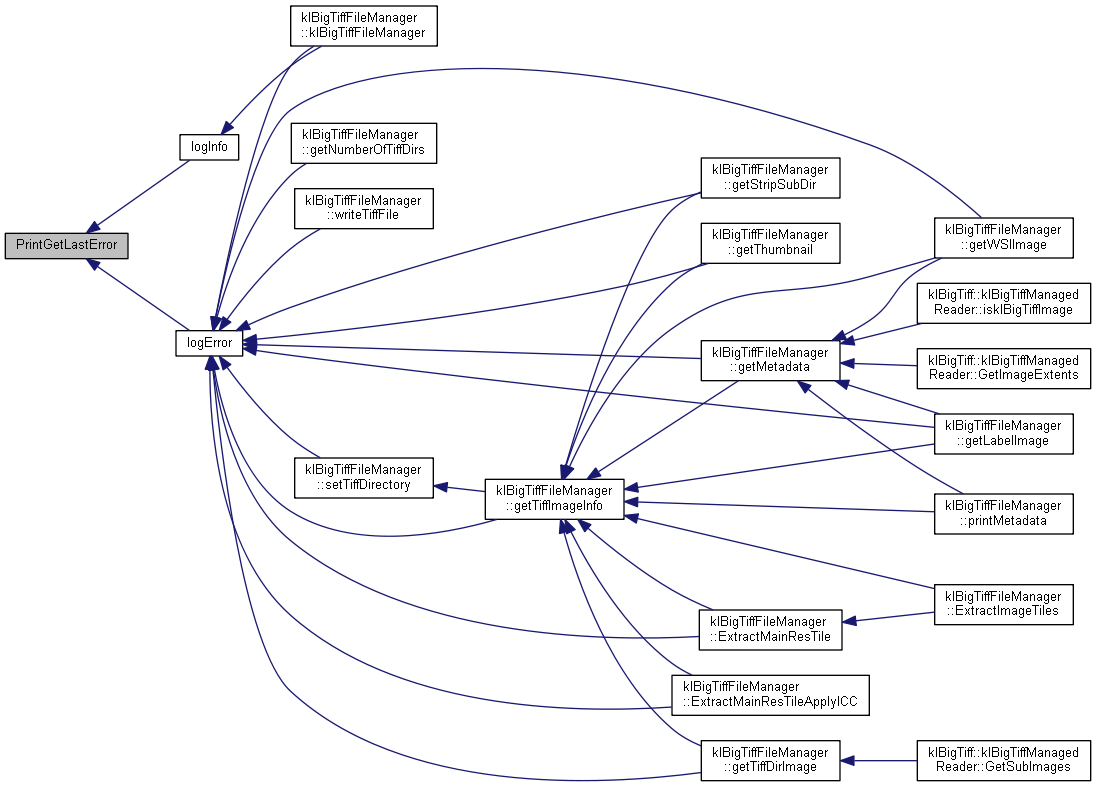 klBigTiffFileManager
::klBigTiffFileManager
logInfo
klBigTiffFileManager
::getNumberOfTiffDirs
klBigTiffFileManager
::getStripSubDir
klBigTiffFileManager
::writeTiffFile
klBigTiffFileManager
::getThumbnail
klBigTiffFileManager
::getWSIImage
PrintGetLastError
klBigTiff::klBigTiffManaged
Reader::isklBigTiffImage
logError
klBigTiffFileManager
::getMetadata
klBigTiff::klBigTiffManaged
Reader::GetImageExtents
klBigTiffFileManager
::getLabelImage
klBigTiffFileManager
::setTiffDirectory
klBigTiffFileManager
::getTiffImageInfo
klBigTiffFileManager
::printMetadata
klBigTiffFileManager
::ExtractImageTiles
klBigTiffFileManager
::ExtractMainResTile
klBigTiffFileManager
::ExtractMainResTileApplyICC
klBigTiffFileManager
::getTiffDirImage
klBigTiff::klBigTiffManaged
Reader::GetSubImages